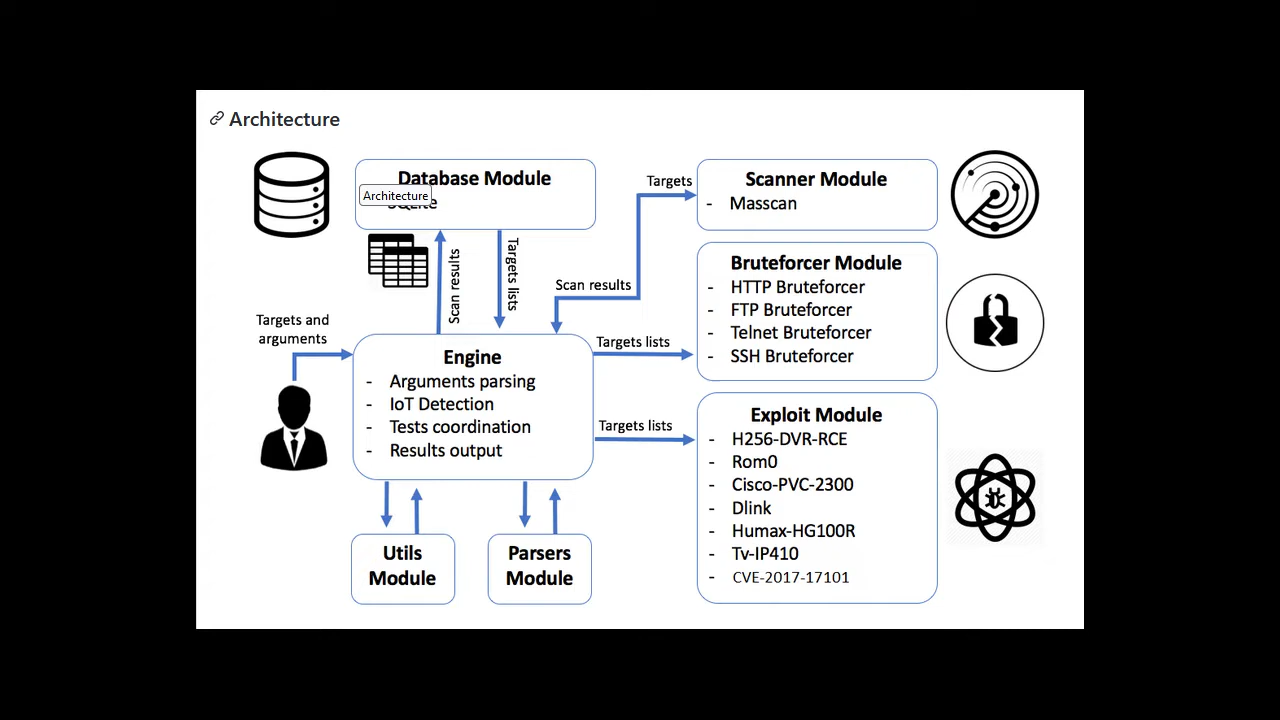 Architecture
Database Module
Architecture
SQLite
Scan results
Targets lists
Targets and
arguments
Engine
- Arguments parsing
- IoT Detection
- Tests coordination
- Results output
Utils
Module
Parsers
Module
Targets
Scan results
Targets lists
Targets lists
Scanner Module
- Masscan
Bruteforcer Module
- HTTP Bruteforcer
- FTP Bruteforcer
- Telnet Bruteforcer
- SSH Bruteforcer
Exploit Module
- H256-DVR-RCE
- Rom0
- Cisco-PVC-2300
- Dlink
- Humax-HG100R
- Tv-IP410
- CVE-2017-17101